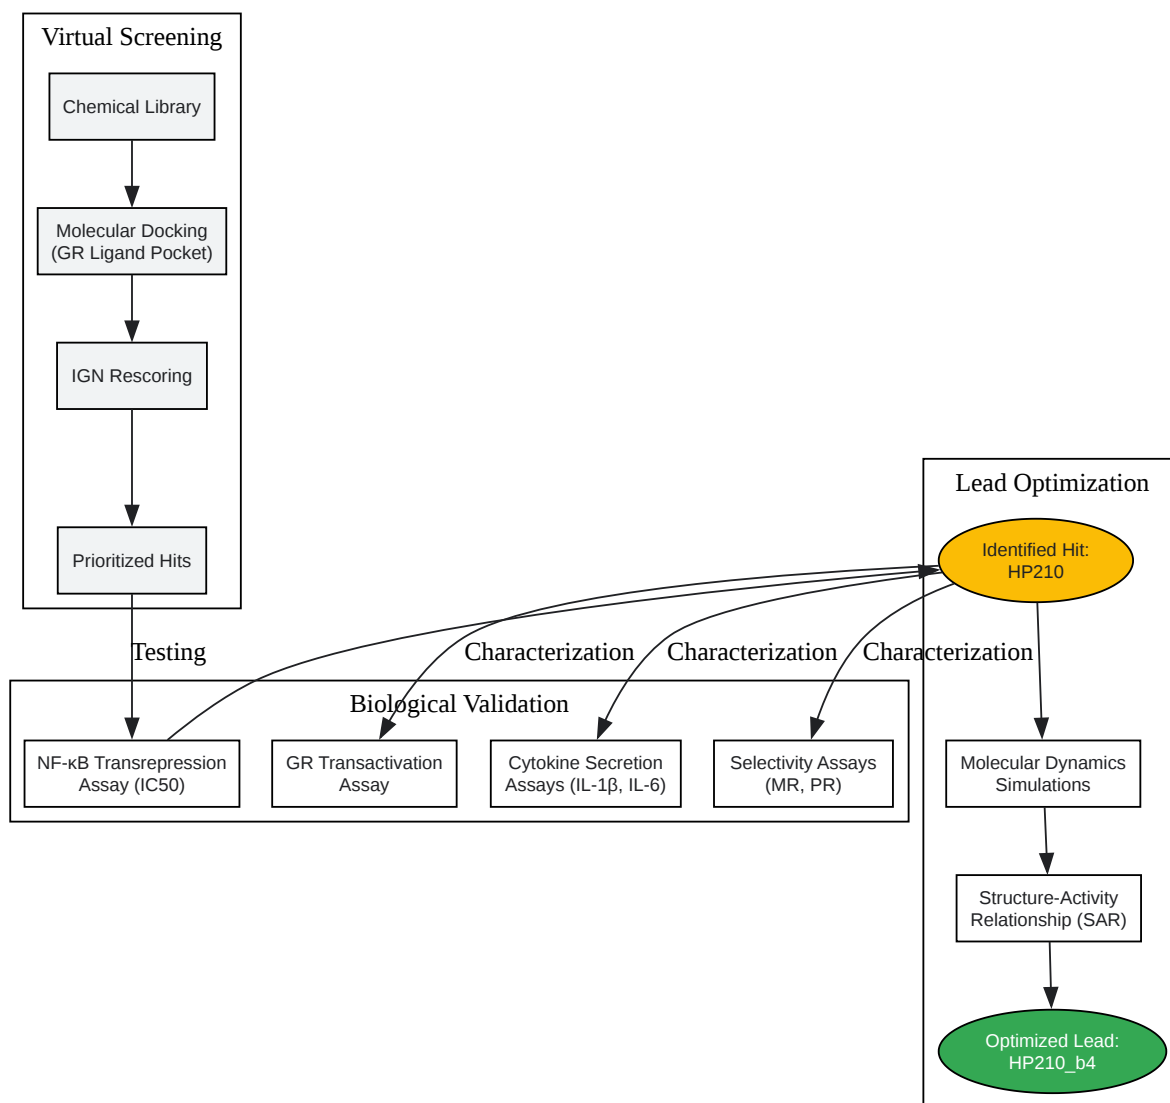 Virtual Screening
Chemical Library
Molecular Docking
(GR Ligand Pocket)
IGN Rescoring
Prioritized Hits
Lead Optimization
Identified Hit:
HP210
Testing
Characterization
Characterization
Characterization
Biological Validation
NF-κB Transrepression
Assay (IC50)
GR Transactivation
Assay
Cytokine Secretion
Assays (IL-1β, IL-6)
Selectivity Assays
(MR, PR)
Molecular Dynamics
Simulations
Structure-Activity
Relationship (SAR)
Optimized Lead:
HP210_b4